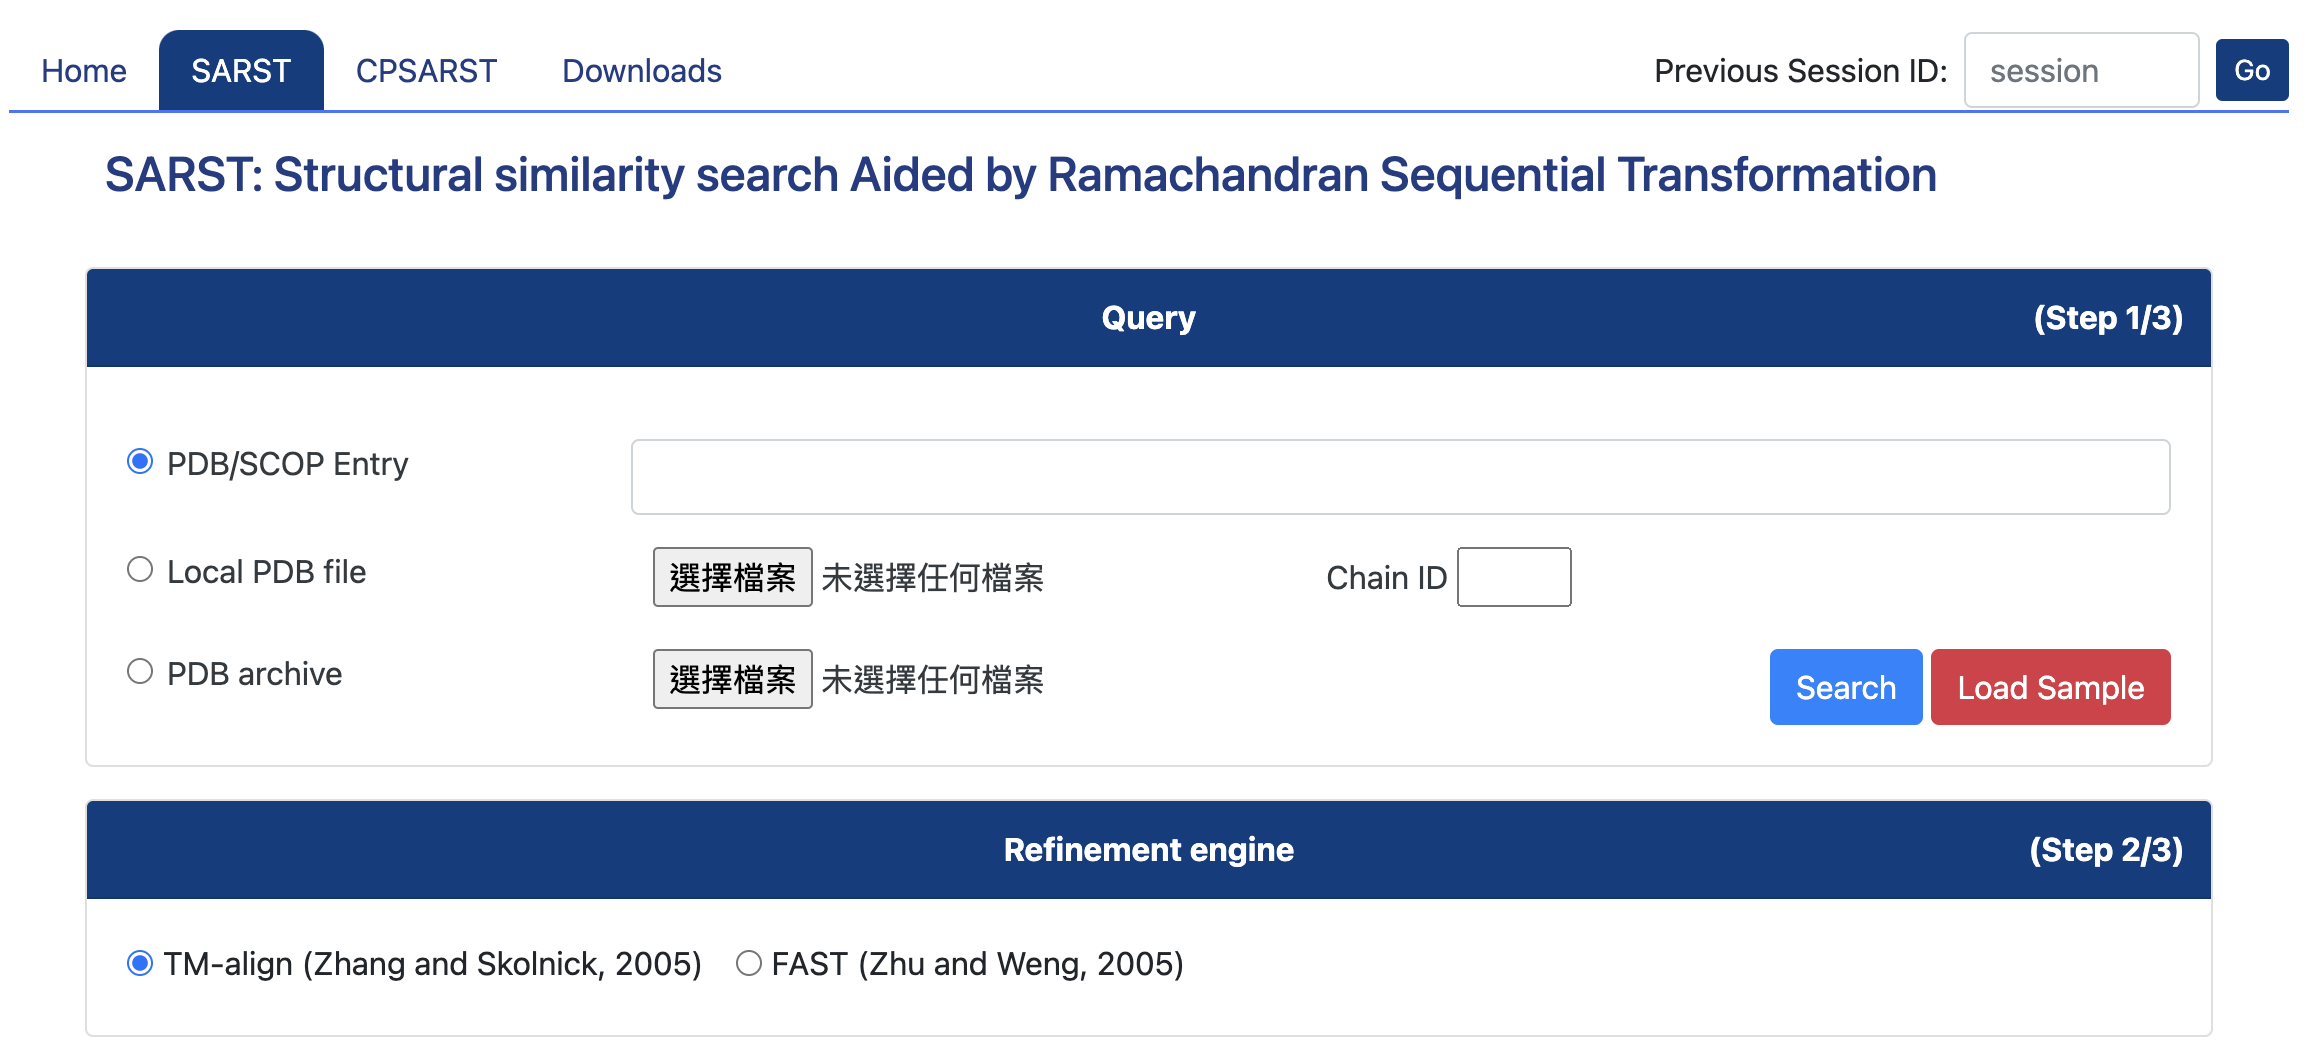 Home SARST CPSARST Downloads Previous Session ID: session Go
SARST: Structural similarity search Aided by Ramachandran Sequential Transformation
Query (Step 1/3)
PDB/SCOP Entry
Local PDB file 選擇檔案 未選擇任何檔案 Chain ID
PDB archive 選擇檔案 未選擇任何檔案 Search Load Sample
Refinement engine (Step 2/3)
TM-align (Zhang and Skolnick, 2005) FAST (Zhu and Weng, 2005)